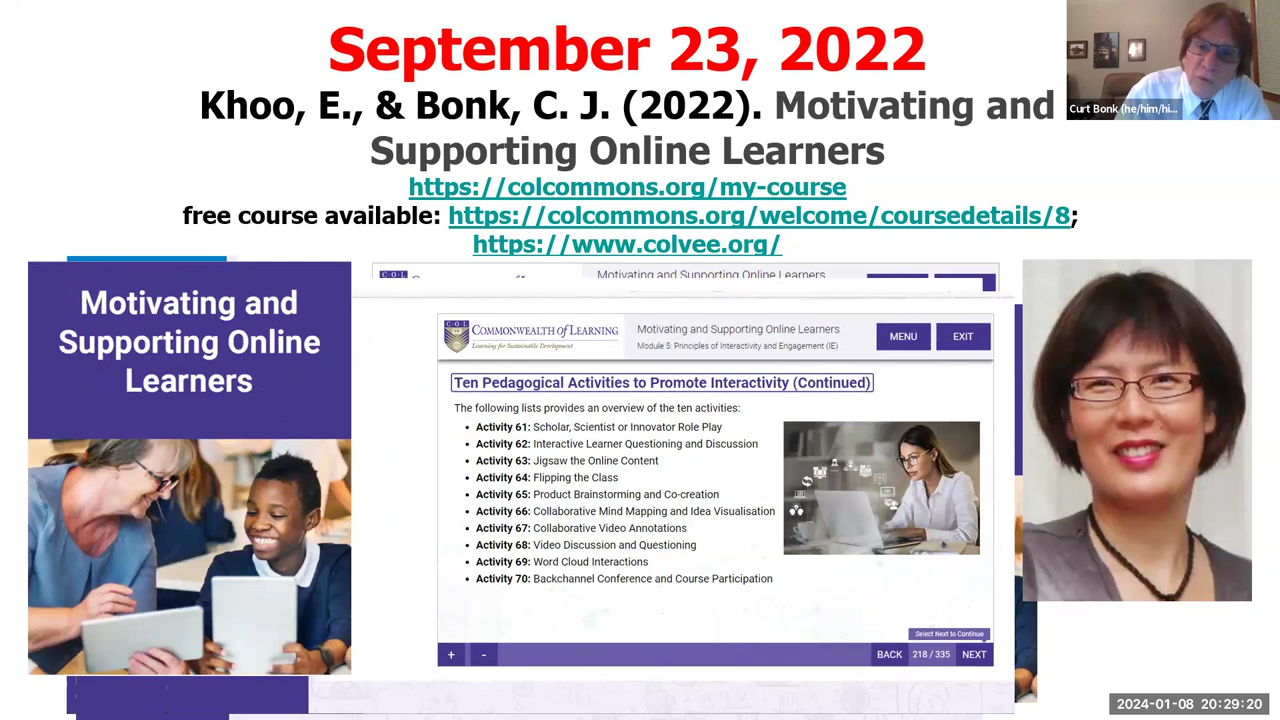 September 23, 2022
Khoo, E., & Bonk, C. J. (2022). Motivating and
Supporting Online Learners
https://colcommons.org/my-course
free course available: https://colcommons.org/welcome/coursedetails/8;
https://www.colvee.org/
Curt Bonk (he/him/hi...
Motivating and
Supporting Online
Learners
C·O·L
Motivating and Supporting Online Learners
C·O·L
COMMONWEALTH of LEARNING
Learning for Sustainable Development
Motivating and Supporting Online Learners
Module 5: Principles of Interactivity and Engagement (IE)
MENU
EXIT
Ten Pedagogical Activities to Promote Interactivity (Continued)
The following lists provides an overview of the ten activities:
• Activity 61: Scholar, Scientist or Innovator Role Play
• Activity 62: Interactive Learner Questioning and Discussion
• Activity 63: Jigsaw the Online Content
• Activity 64: Flipping the Class
• Activity 65: Product Brainstorming and Co-creation
• Activity 66: Collaborative Mind Mapping and Idea Visualisation
• Activity 67: Collaborative Video Annotations
• Activity 68: Video Discussion and Questioning
• Activity 69: Word Cloud Interactions
• Activity 70: Backchannel Conference and Course Participation
Select Next to Continue
+ -
BACK 218 / 335 NEXT
2024-01-08 20:29:20